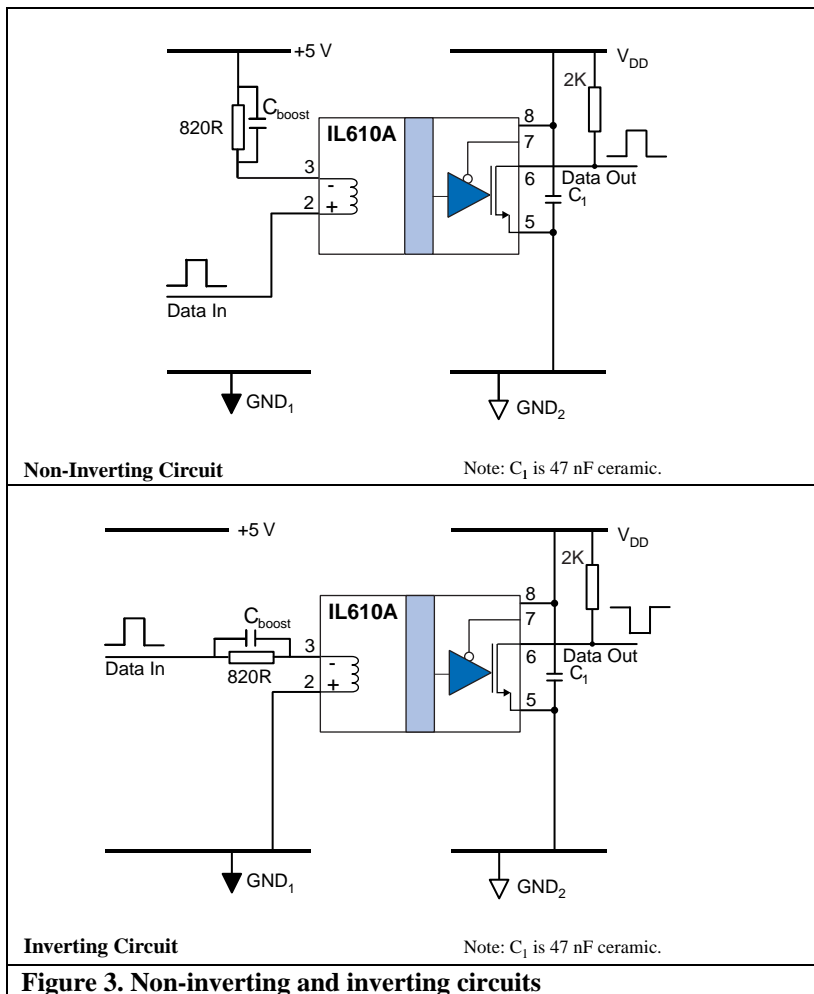 +5 V
V_DD
2K
C_boost
820R
IL610A
8
7
3
6
Data Out
-
2
+
5
C_1
Data In
GND_1
GND_2
Non-Inverting Circuit
Note: C_1 is 47 nF ceramic.
+5 V
V_DD
2K
C_boost
IL610A
8
7
3
6
Data Out
Data In
820R
-
2
+
5
C_1
GND_1
GND_2
Inverting Circuit
Note: C_1 is 47 nF ceramic.
Figure 3. Non-inverting and inverting circuits